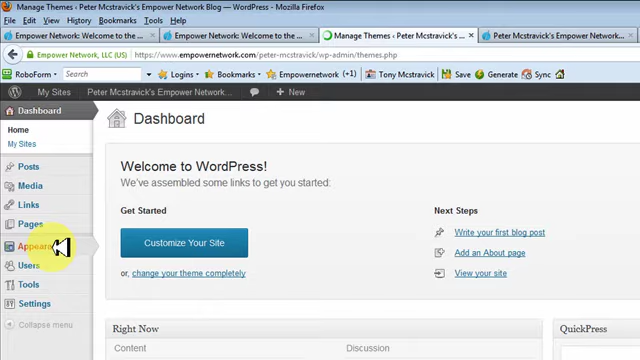 Manage Themes ‹ Peter Mcstravick's Empower Network Blog — WordPress - Mozilla Firefox
File Edit View History Bookmarks Tools Help
Empower Network: Welcome to the ... Empower Network: Welcome to the ... Manage Themes ‹ Peter Mcstravick's ... Empower Network: Peter Mcstravick's ...
Empower Network, LLC (US) https://www.empowernetwork.com/peter-mcstravick/wp-admin/themes.php
RoboForm Search Logins Bookmarks Empowernetwork (+1) Tony Mcstravick Save Generate Sync
My Sites Peter Mcstravick's Empower Network... + New
Dashboard
Home
My Sites
Posts
Media
Links
Pages
Appear
Users
Tools
Settings
Collapse menu
Dashboard
Welcome to WordPress!
We've assembled some links to get you started:
Get Started
Customize Your Site
or, change your theme completely
Next Steps
Write your first blog post
Add an About page
View your site
Right Now
Content Discussion
QuickPress